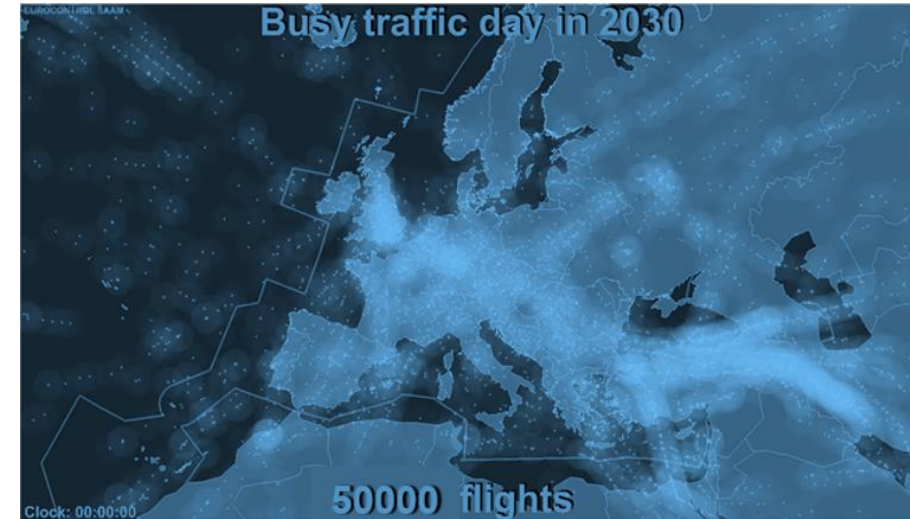 EUROCONTROL SAAM
Busy traffic day in 2030
50000 flights
Clock: 00:00:00